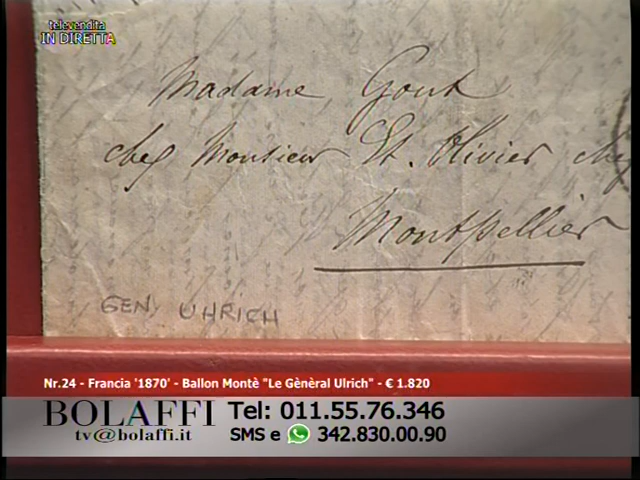 televendita
IN DIRETTA
Madame Gout
chez Monsieur St. Olivier chez
Montpellier
GEN. UHRICH
Nr.24 - Francia '1870' - Ballon Montè "Le Gènèral Ulrich" - € 1.820
BOLAFFI
tv@bolaffi.it
Tel: 011.55.76.346
SMS e 342.830.00.90